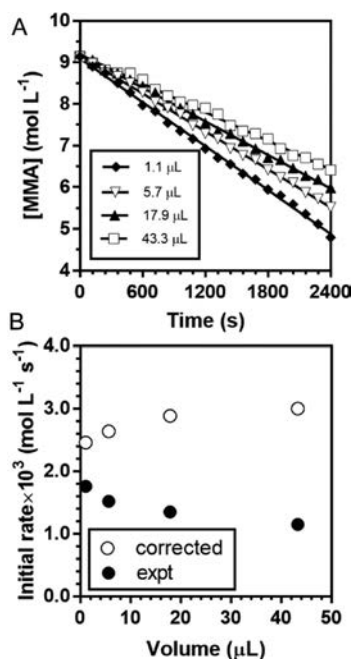 A
[MMA] (mol L⁻¹)
10
9
8
7
6
5
4
1.1 µL
5.7 µL
17.9 µL
43.3 µL
0 600 1200 1800 2400
Time (s)
B
Initial rate×10³ (mol L⁻¹ s⁻¹)
4.0
3.0
2.0
1.0
0.0
corrected
expt
0 10 20 30 40 50
Volume (µL)